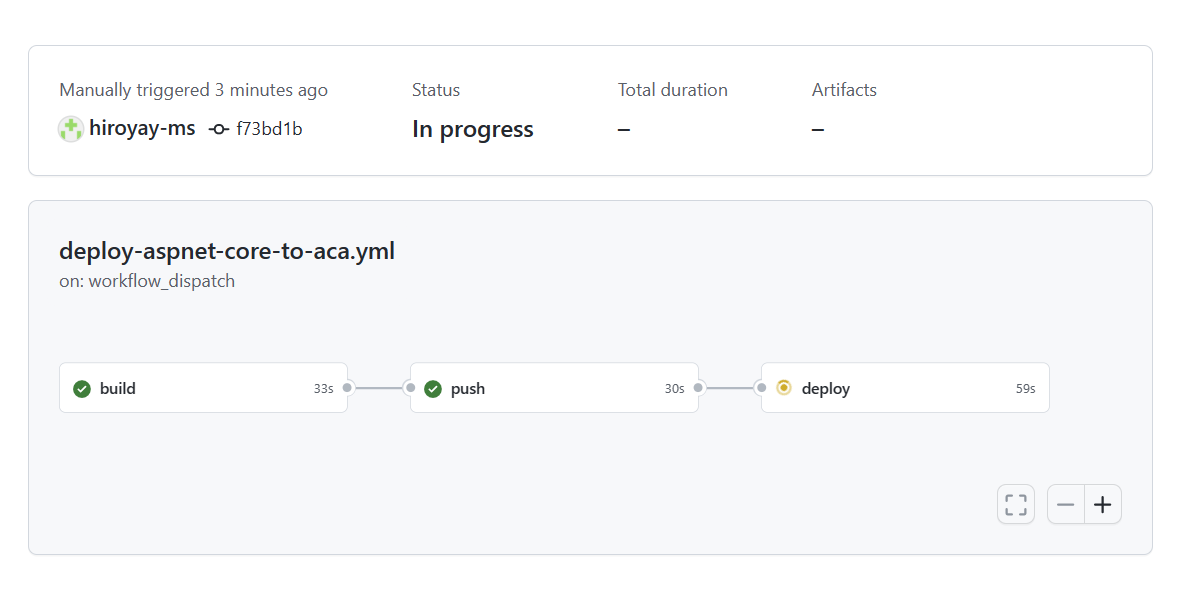 Manually triggered 3 minutes ago
hiroyay-ms f73bd1b
Status
In progress
Total duration
–
Artifacts
–
deploy-aspnet-core-to-aca.yml
on: workflow_dispatch
build 33s
push 30s
deploy 59s